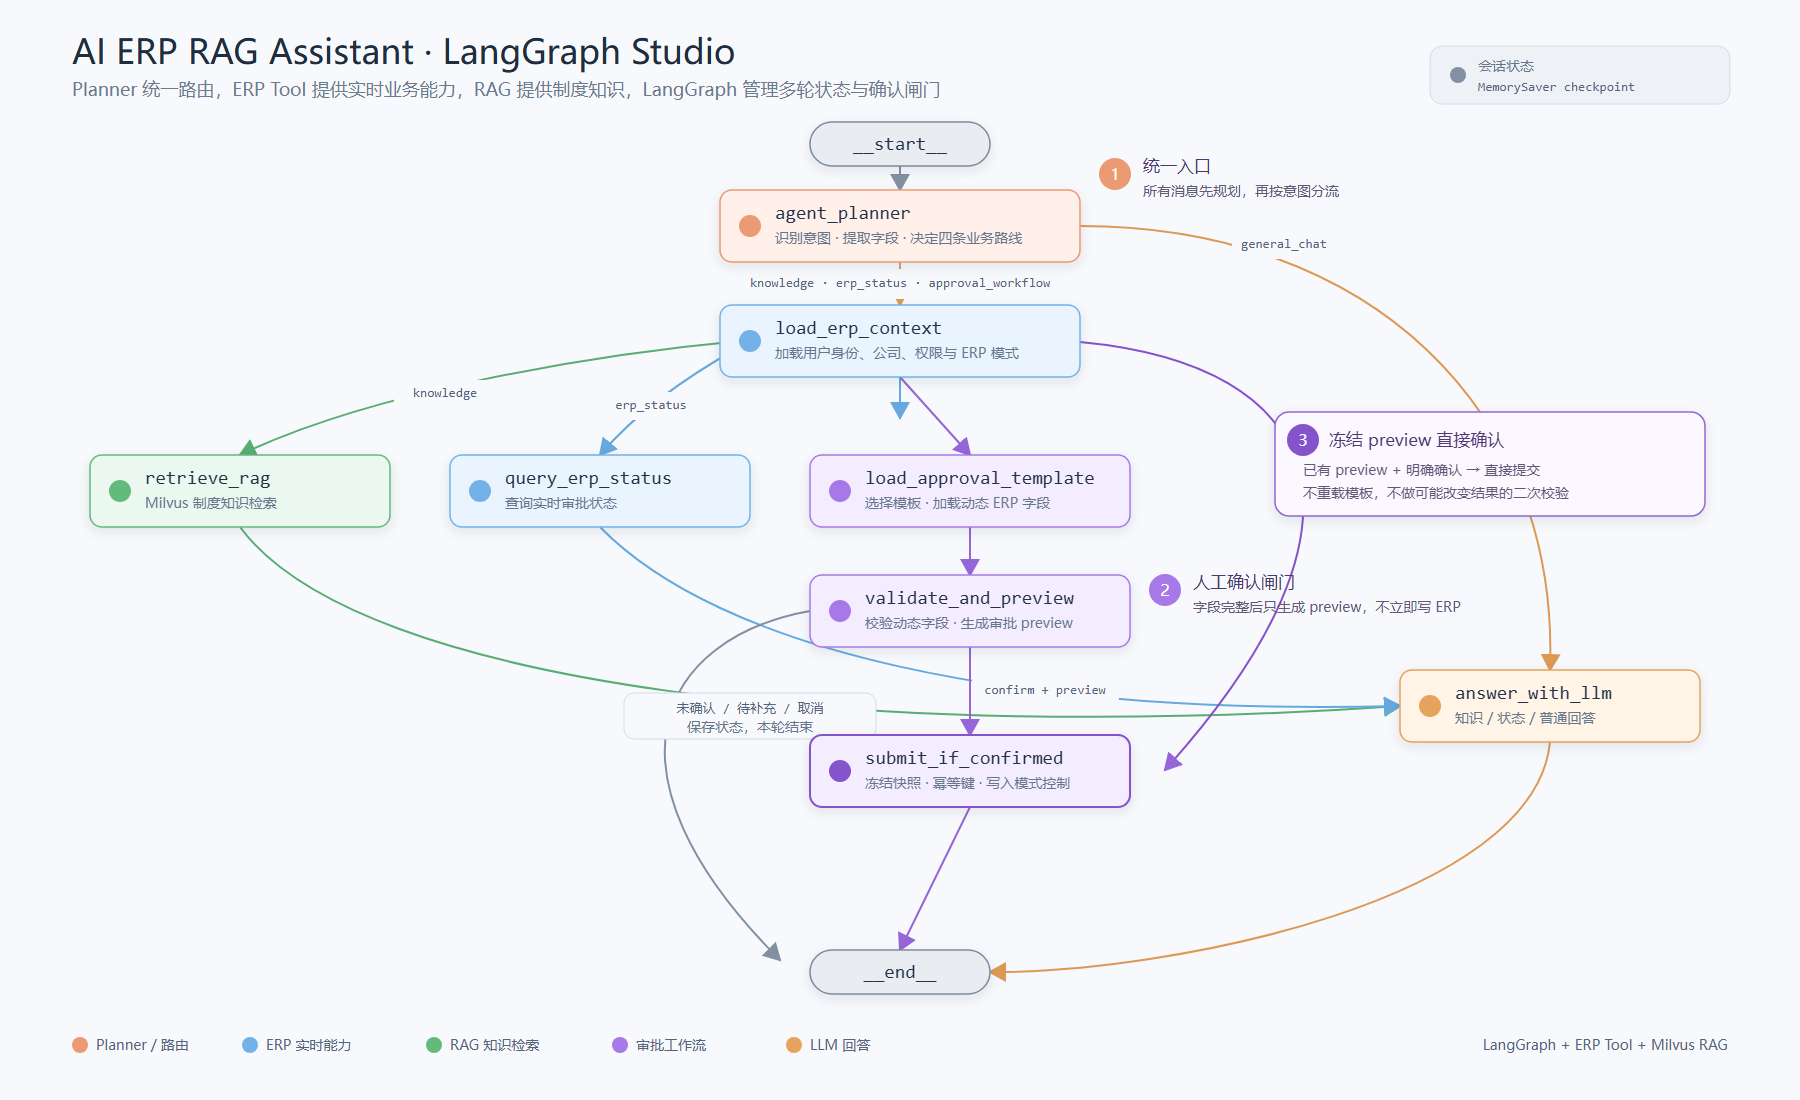 AI ERP RAG Assistant · LangGraph Studio
Planner 统一路由，ERP Tool 提供实时业务能力，RAG 提供制度知识，LangGraph 管理多轮状态与确认闸门
会话状态
MemorySaver checkpoint
__start__
1 统一入口
所有消息先规划，再按意图分流
agent_planner
识别意图 · 提取字段 · 决定四条业务路线
general_chat
knowledge · erp_status · approval_workflow
load_erp_context
加载用户身份、公司、权限与 ERP 模式
knowledge
erp_status
3 冻结 preview 直接确认
已有 preview + 明确确认 → 直接提交
不重载模板，不做可能改变结果的二次校验
retrieve_rag
Milvus 制度知识检索
query_erp_status
查询实时审批状态
load_approval_template
选择模板 · 加载动态 ERP 字段
validate_and_preview
校验动态字段 · 生成审批 preview
2 人工确认闸门
字段完整后只生成 preview，不立即写 ERP
confirm + preview
未确认 / 待补充 / 取消
保存状态，本轮结束
answer_with_llm
知识 / 状态 / 普通回答
submit_if_confirmed
冻结快照 · 幂等键 · 写入模式控制
__end__
Planner / 路由
ERP 实时能力
RAG 知识检索
审批工作流
LLM 回答
LangGraph + ERP Tool + Milvus RAG